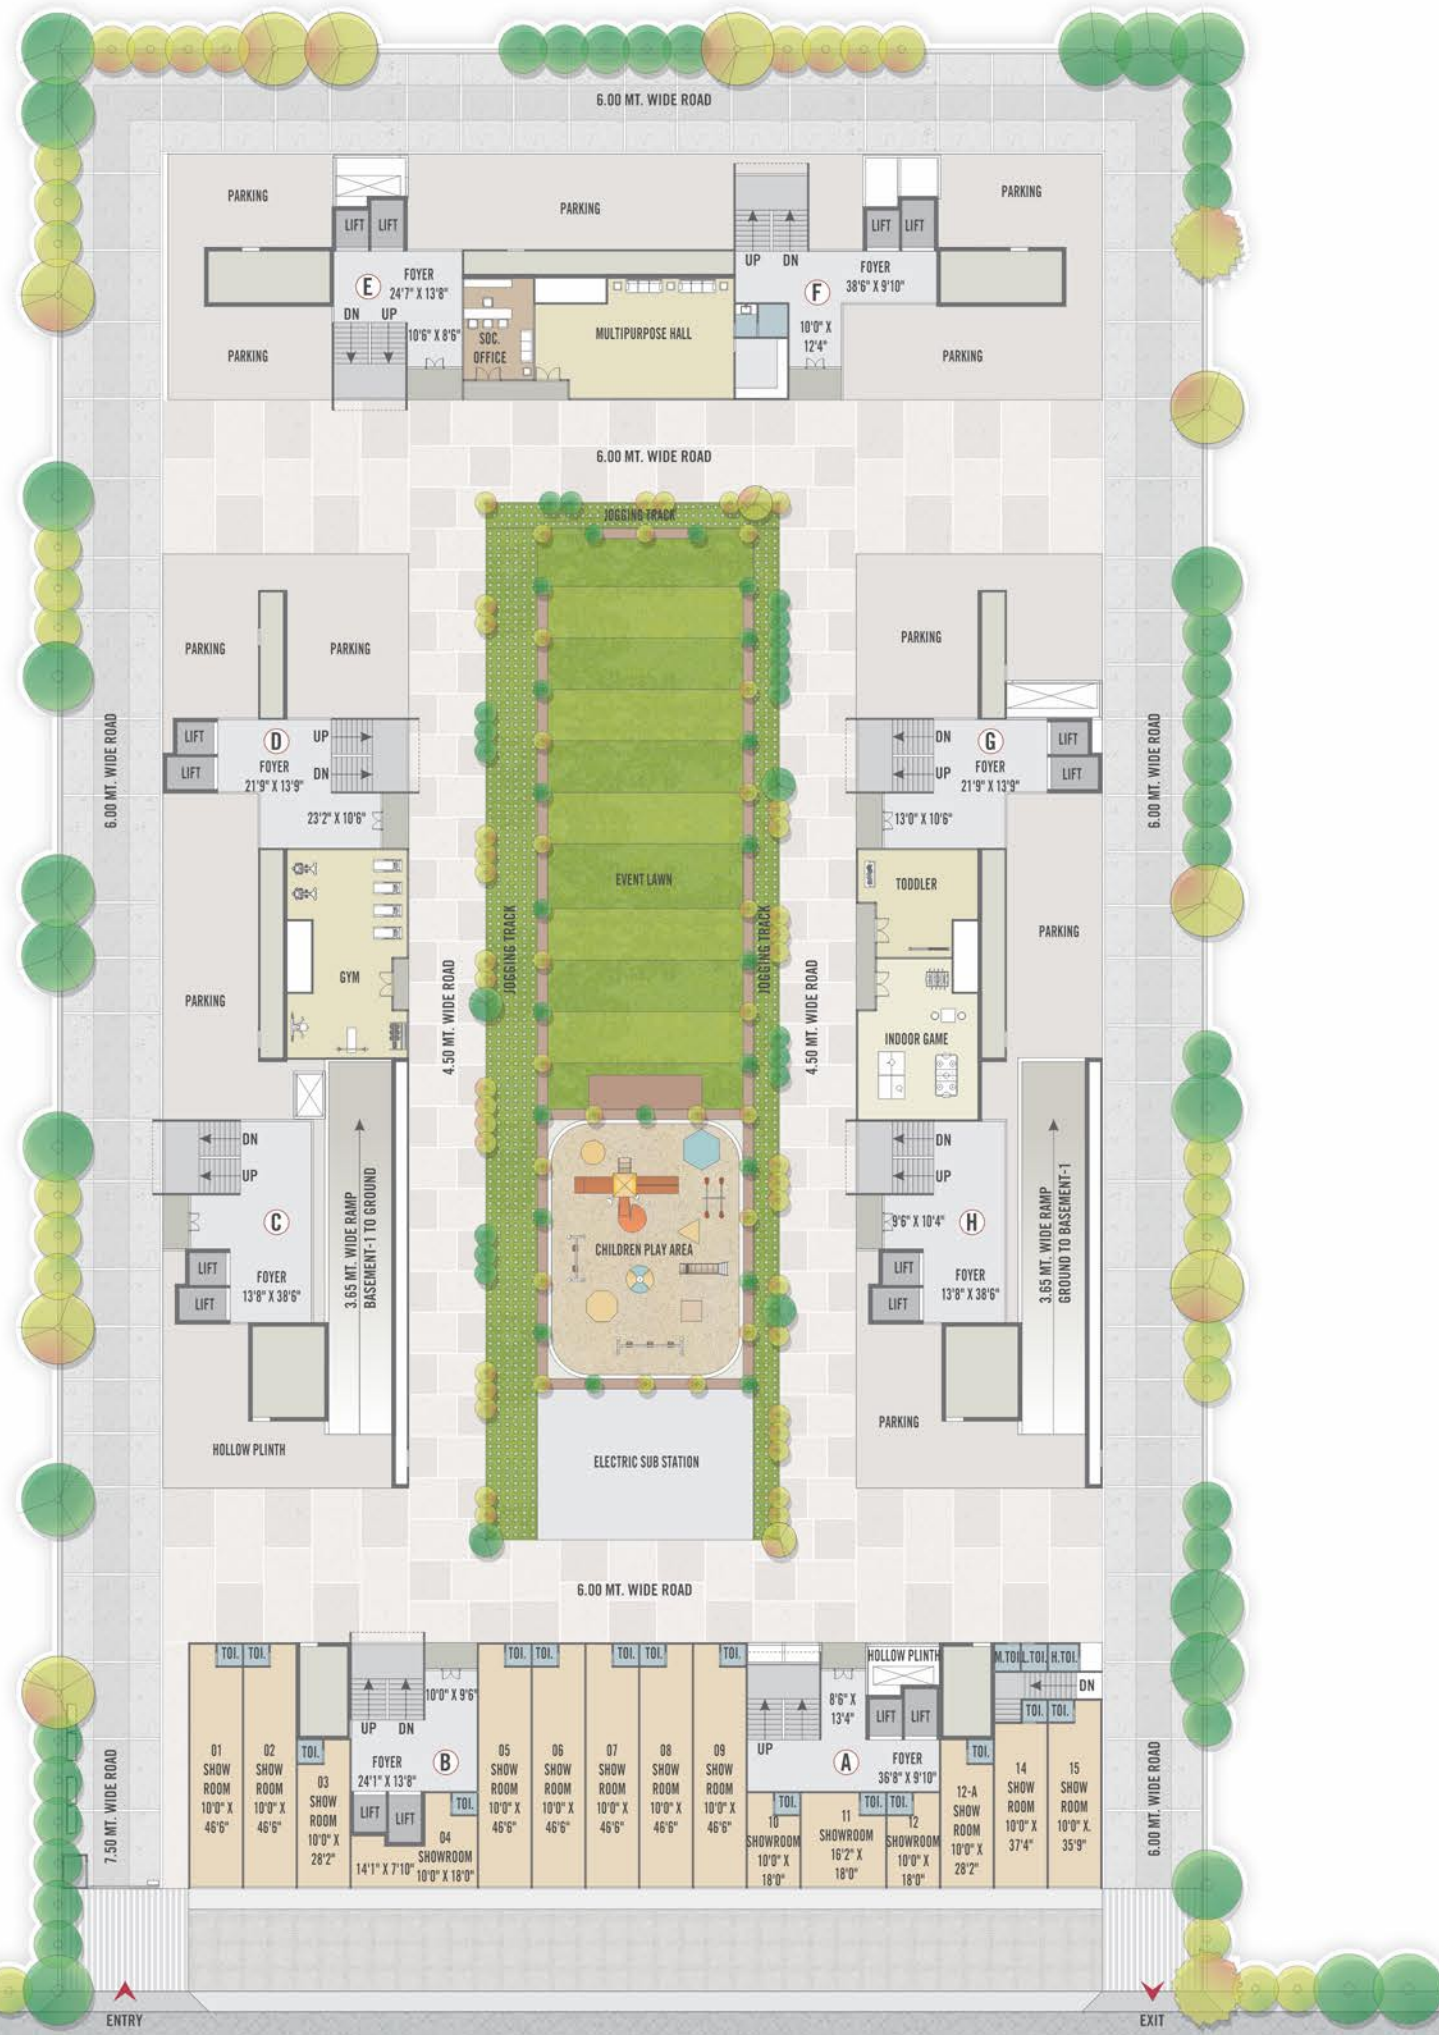 6.00 MT. WIDE ROAD
PARKING
PARKING
PARKING
LIFT
LIFT
LIFT
LIFT
UP
DN
E
FOYER
24'7" X 13'8"
F
FOYER
38'6" X 9'10"
DN
UP
10'6" X 8'6"
SOC.
OFFICE
MULTIPURPOSE HALL
10'0" X
12'4"
PARKING
PARKING
6.00 MT. WIDE ROAD
JOGGING TRACK
PARKING
PARKING
PARKING
6.00 MT. WIDE ROAD
LIFT
LIFT
D
FOYER
21'9" X 13'9"
UP
DN
23'2" X 10'6"
DN
UP
G
FOYER
21'9" X 13'9"
LIFT
LIFT
13'0" X 10'6"
6.00 MT. WIDE ROAD
EVENT LAWN
TODDLER
PARKING
JOGGING TRACK
JOGGING TRACK
PARKING
GYM
4.50 MT. WIDE ROAD
4.50 MT. WIDE ROAD
INDOOR GAME
DN
UP
C
LIFT
LIFT
FOYER
13'8" X 38'6"
3.65 MT. WIDE RAMP
BASEMENT-1 TO GROUND
CHILDREN PLAY AREA
DN
UP
9'6" X 10'4"
H
LIFT
LIFT
FOYER
13'8" X 38'6"
3.65 MT. WIDE RAMP
GROUND TO BASEMENT-1
HOLLOW PLINTH
PARKING
ELECTRIC SUB STATION
6.00 MT. WIDE ROAD
TOI.
TOI.
TOI.
TOI.
TOI.
TOI.
TOI.
HOLLOW PLINTH
M.TOI.
L.TOI.
H.TOI.
DN
10'0" X 9'6"
UP
DN
8'6" X
13'4"
LIFT
LIFT
TOI.
TOI.
7.50 MT. WIDE ROAD
01
SHOW
ROOM
10'0" X
46'6"
02
SHOW
ROOM
10'0" X
46'6"
TOI.
03
SHOW
ROOM
10'0" X
28'2"
FOYER
24'1" X 13'8"
B
LIFT
LIFT
14'1" X 7'10"
TOI.
04
SHOWROOM
10'0" X 18'0"
05
SHOW
ROOM
10'0" X
46'6"
06
SHOW
ROOM
10'0" X
46'6"
07
SHOW
ROOM
10'0" X
46'6"
08
SHOW
ROOM
10'0" X
46'6"
09
SHOW
ROOM
10'0" X
46'6"
UP
A
FOYER
36'8" X 9'10"
TOI.
10
SHOWROOM
10'0" X
18'0"
TOI.
11
SHOWROOM
16'2" X
18'0"
TOI.
12
SHOWROOM
10'0" X
18'0"
TOI.
12-A
SHOW
ROOM
10'0" X
28'2"
14
SHOW
ROOM
10'0" X
37'4"
15
SHOW
ROOM
10'0" X.
35'9"
6.00 MT. WIDE ROAD
ENTRY
EXIT